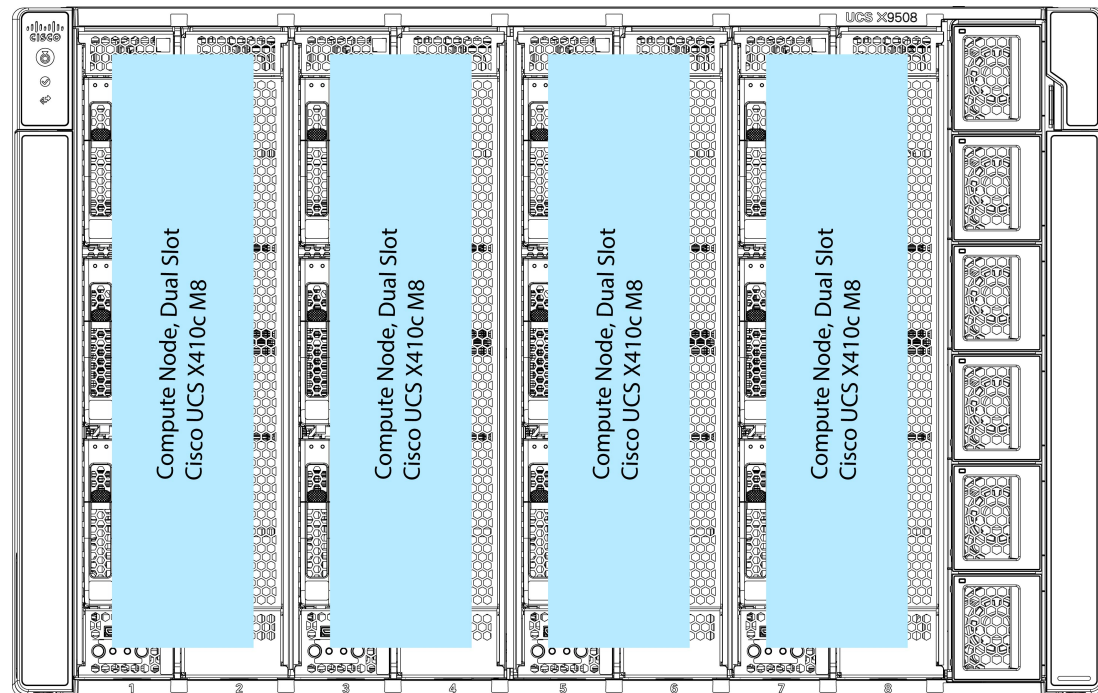 CISCO
UCS X9508
Compute Node, Dual Slot
Cisco UCS X410c M8
Compute Node, Dual Slot
Cisco UCS X410c M8
Compute Node, Dual Slot
Cisco UCS X410c M8
Compute Node, Dual Slot
Cisco UCS X410c M8
1 2 3 4 5 6 7 8